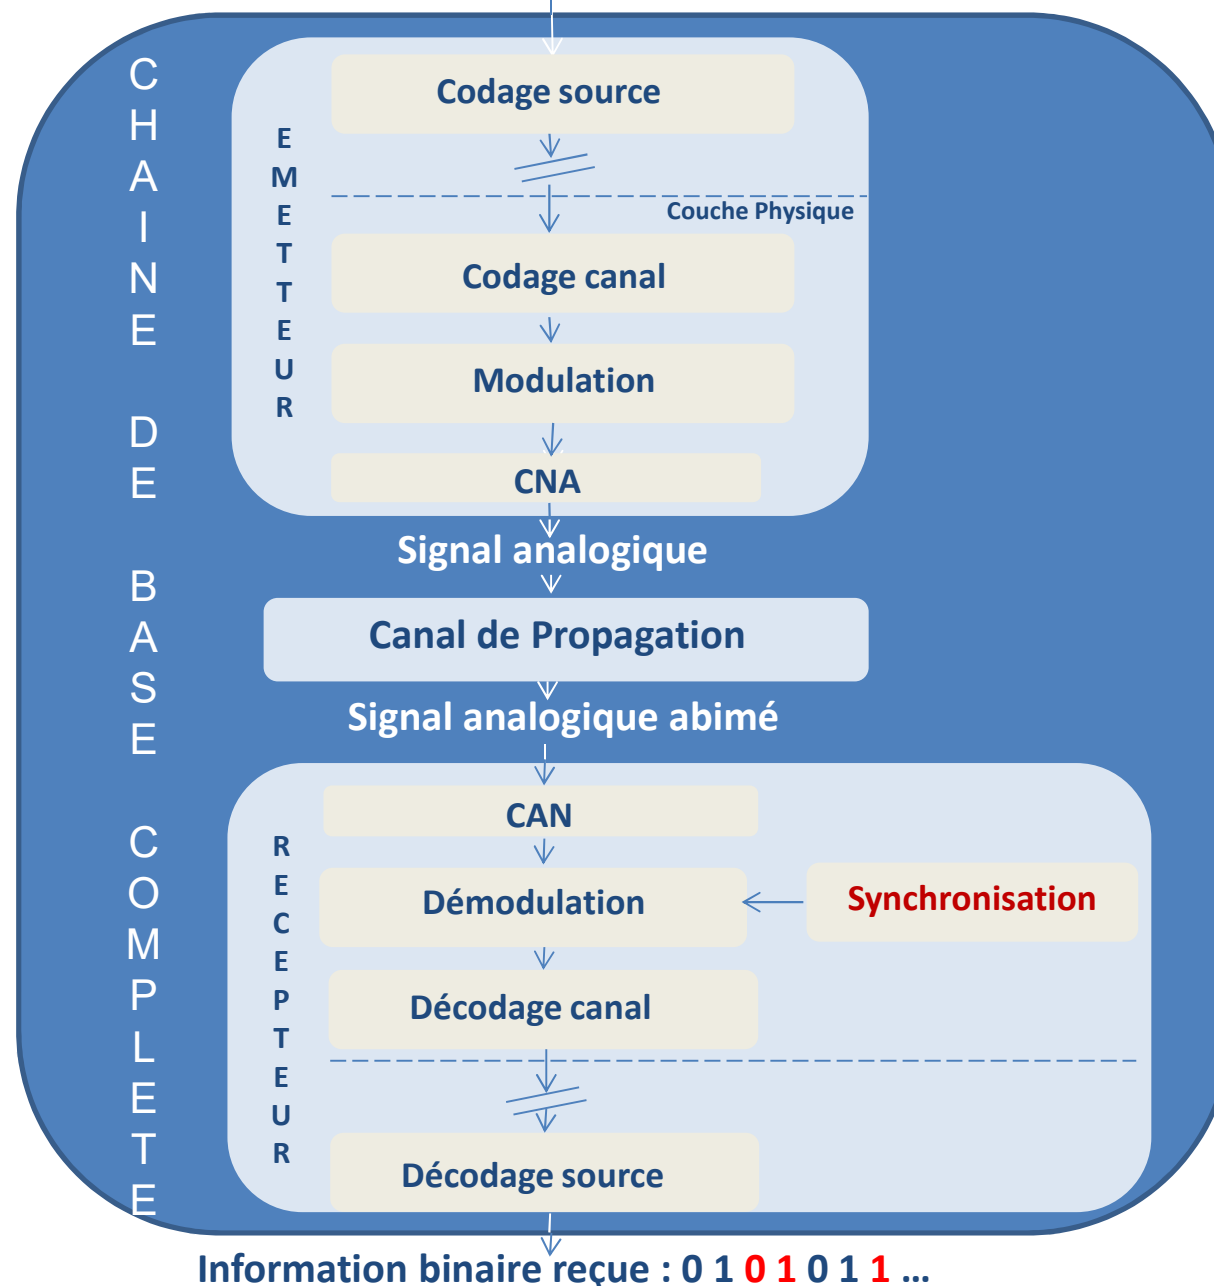 CHAINE DE BASE COMPLETE
EMETTEUR
Codage source
Couche Physique
Codage canal
Modulation
CNA
Signal analogique
Canal de Propagation
Signal analogique abimé
RECEPTEUR
CAN
Démodulation
Synchronisation
Décodage canal
Décodage source
Information binaire reçue : 0 1 0 1 0 1 1 ...